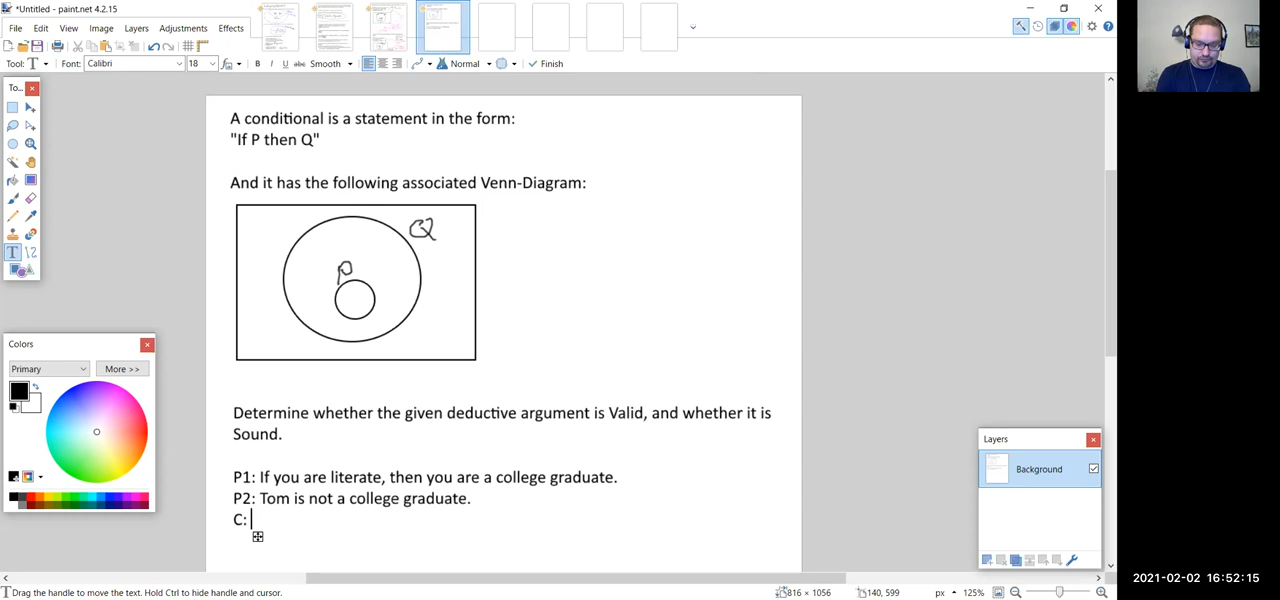 *Untitled - paint.net 4.2.15
File Edit View Image Layers Adjustments Effects
Tool: T Font: Calibri 18 B I U abc Smooth Normal Finish
To...
A conditional is a statement in the form:
"If P then Q"
And it has the following associated Venn-Diagram:
Q
P
Colors
Primary More >>
Determine whether the given deductive argument is Valid, and whether it is
Sound.
P1: If you are literate, then you are a college graduate.
P2: Tom is not a college graduate.
C:
Layers
Background
2021-02-02 16:52:15
Drag the handle to move the text. Hold Ctrl to hide handle and cursor. 816 × 1056 140, 599 px 125%